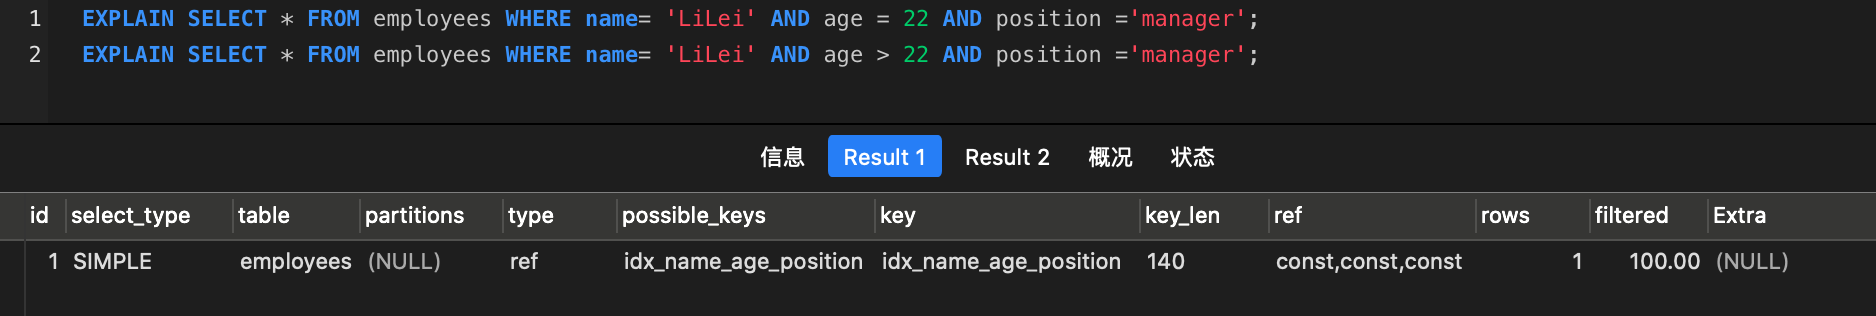 1 EXPLAIN SELECT * FROM employees WHERE name= 'LiLei' AND age = 22 AND position ='manager';
2 EXPLAIN SELECT * FROM employees WHERE name= 'LiLei' AND age > 22 AND position ='manager';
信息 Result 1 Result 2 概况 状态
id select_type table partitions type possible_keys key key_len ref rows filtered Extra
1 SIMPLE employees (NULL) ref idx_name_age_position idx_name_age_position 140 const,const,const 1 100.00 (NULL)